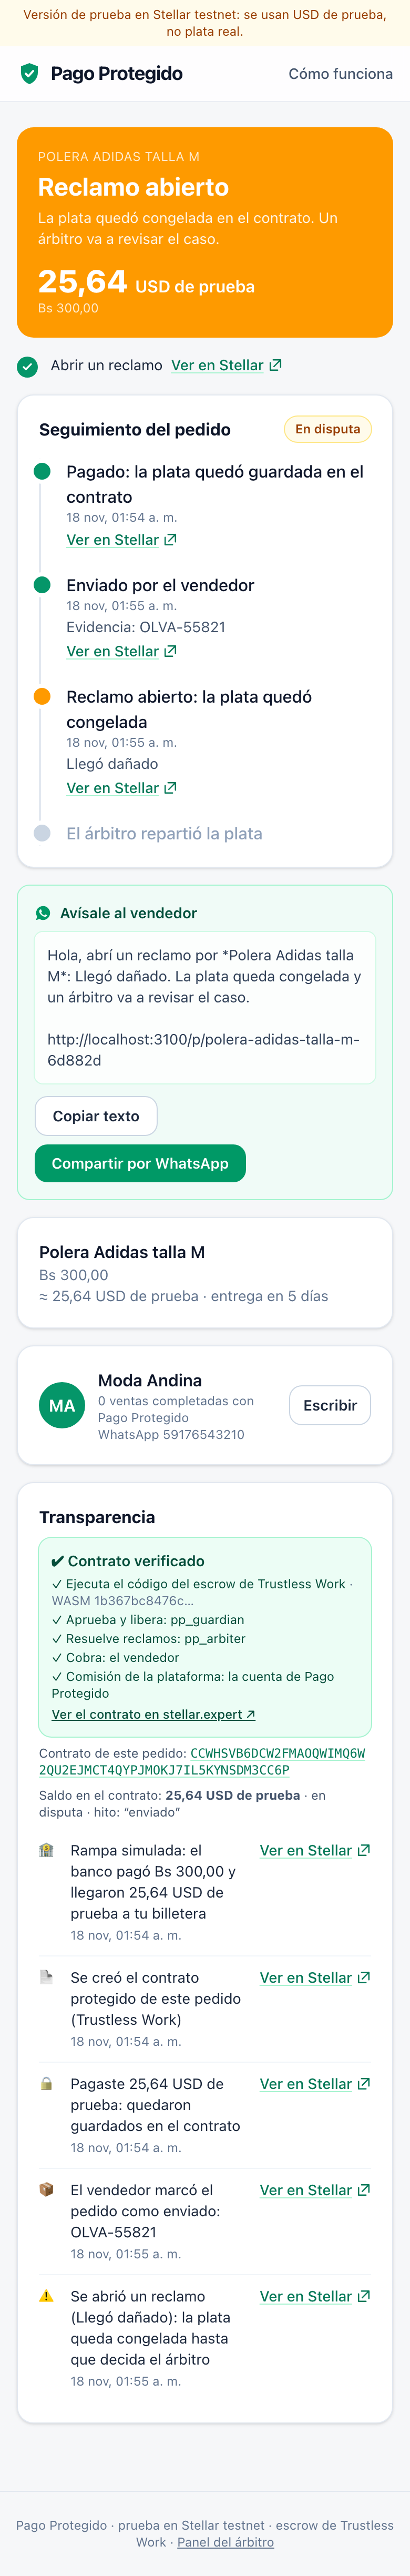 Versión de prueba en Stellar testnet: se usan USD de prueba,
no plata real.
Pago Protegido
Cómo funciona
POLERA ADIDAS TALLA M
Reclamo abierto
La plata quedó congelada en el contrato. Un
árbitro va a revisar el caso.
25,64 USD de prueba
Bs 300,00
Abrir un reclamo Ver en Stellar
Seguimiento del pedido
En disputa
Pagado: la plata quedó guardada en el
contrato
18 nov, 01:54 a. m.
Ver en Stellar
Enviado por el vendedor
18 nov, 01:55 a. m.
Evidencia: OLVA-55821
Ver en Stellar
Reclamo abierto: la plata quedó
congelada
18 nov, 01:55 a. m.
Llegó dañado
Ver en Stellar
El árbitro repartió la plata
Avísale al vendedor
Hola, abrí un reclamo por *Polera Adidas talla
M*: Llegó dañado. La plata queda congelada y
un árbitro va a revisar el caso.
http://localhost:3100/p/polera-adidas-talla-m-
6d882d
Copiar texto
Compartir por WhatsApp
Polera Adidas talla M
Bs 300,00
≈ 25,64 USD de prueba · entrega en 5 días
MA
Moda Andina
0 ventas completadas con
Pago Protegido
WhatsApp 59176543210
Escribir
Transparencia
✔ Contrato verificado
✓ Ejecuta el código del escrow de Trustless Work ·
WASM 1b367bc8476c…
✓ Aprueba y libera: pp_guardian
✓ Resuelve reclamos: pp_arbiter
✓ Cobra: el vendedor
✓ Comisión de la plataforma: la cuenta de Pago
Protegido
Ver el contrato en stellar.expert ↗
Contrato de este pedido: CCWHSVB6DCW2FMAOQWIMQ6W
2QU2EJMCT4QYPJMOKJ7IL5KYNSDM3CC6P
Saldo en el contrato: 25,64 USD de prueba · en
disputa · hito: “enviado”
Rampa simulada: el
banco pagó Bs 300,00 y
llegaron 25,64 USD de
prueba a tu billetera
18 nov, 01:54 a. m.
Ver en Stellar
Se creó el contrato
protegido de este pedido
(Trustless Work)
18 nov, 01:54 a. m.
Ver en Stellar
Pagaste 25,64 USD de
prueba: quedaron
guardados en el contrato
18 nov, 01:54 a. m.
Ver en Stellar
El vendedor marcó el
pedido como enviado:
OLVA-55821
18 nov, 01:55 a. m.
Ver en Stellar
Se abrió un reclamo
(Llegó dañado): la plata
queda congelada hasta
que decida el árbitro
18 nov, 01:55 a. m.
Ver en Stellar
Pago Protegido · prueba en Stellar testnet · escrow de Trustless
Work · Panel del árbitro